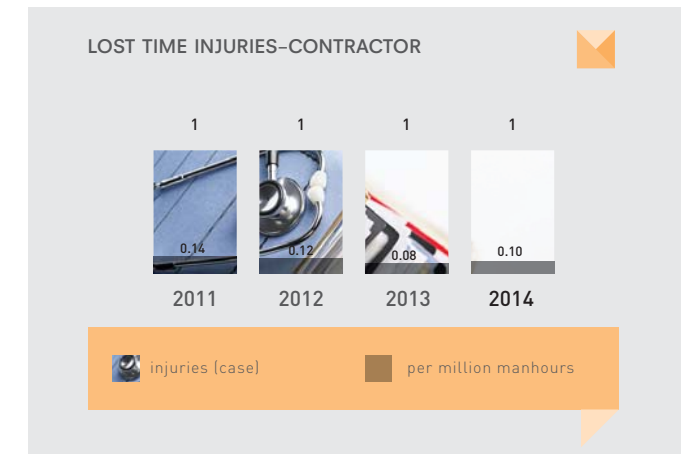 LOST TIME INJURIES–CONTRACTOR
1 1 1 1
0.14 0.12 0.08 0.10
2011 2012 2013 2014
injuries (case) per million manhours